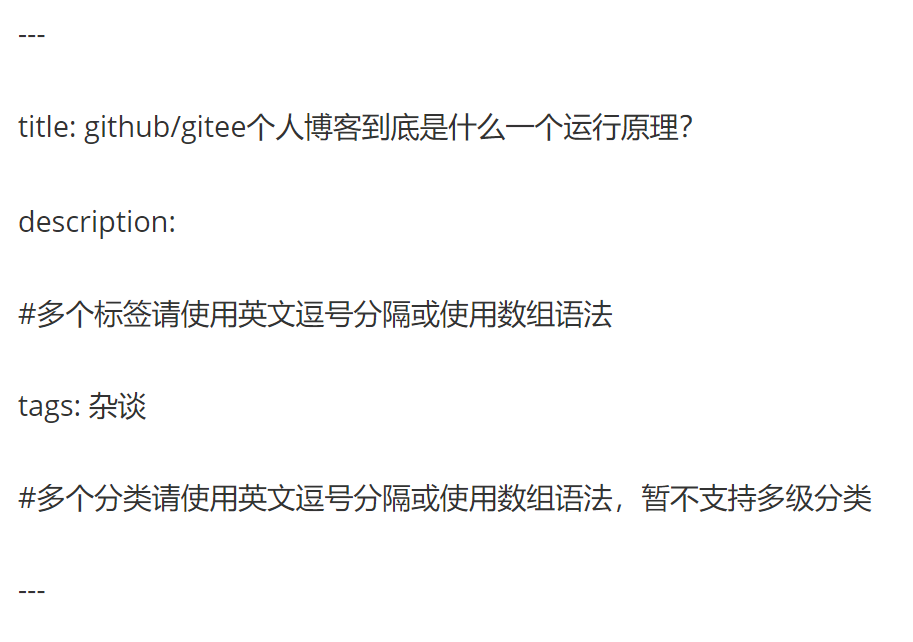 ---
title: github/gitee个人博客到底是什么一个运行原理？
description:
#多个标签请使用英文逗号分隔或使用数组语法
tags: 杂谈
#多个分类请使用英文逗号分隔或使用数组语法，暂不支持多级分类
---